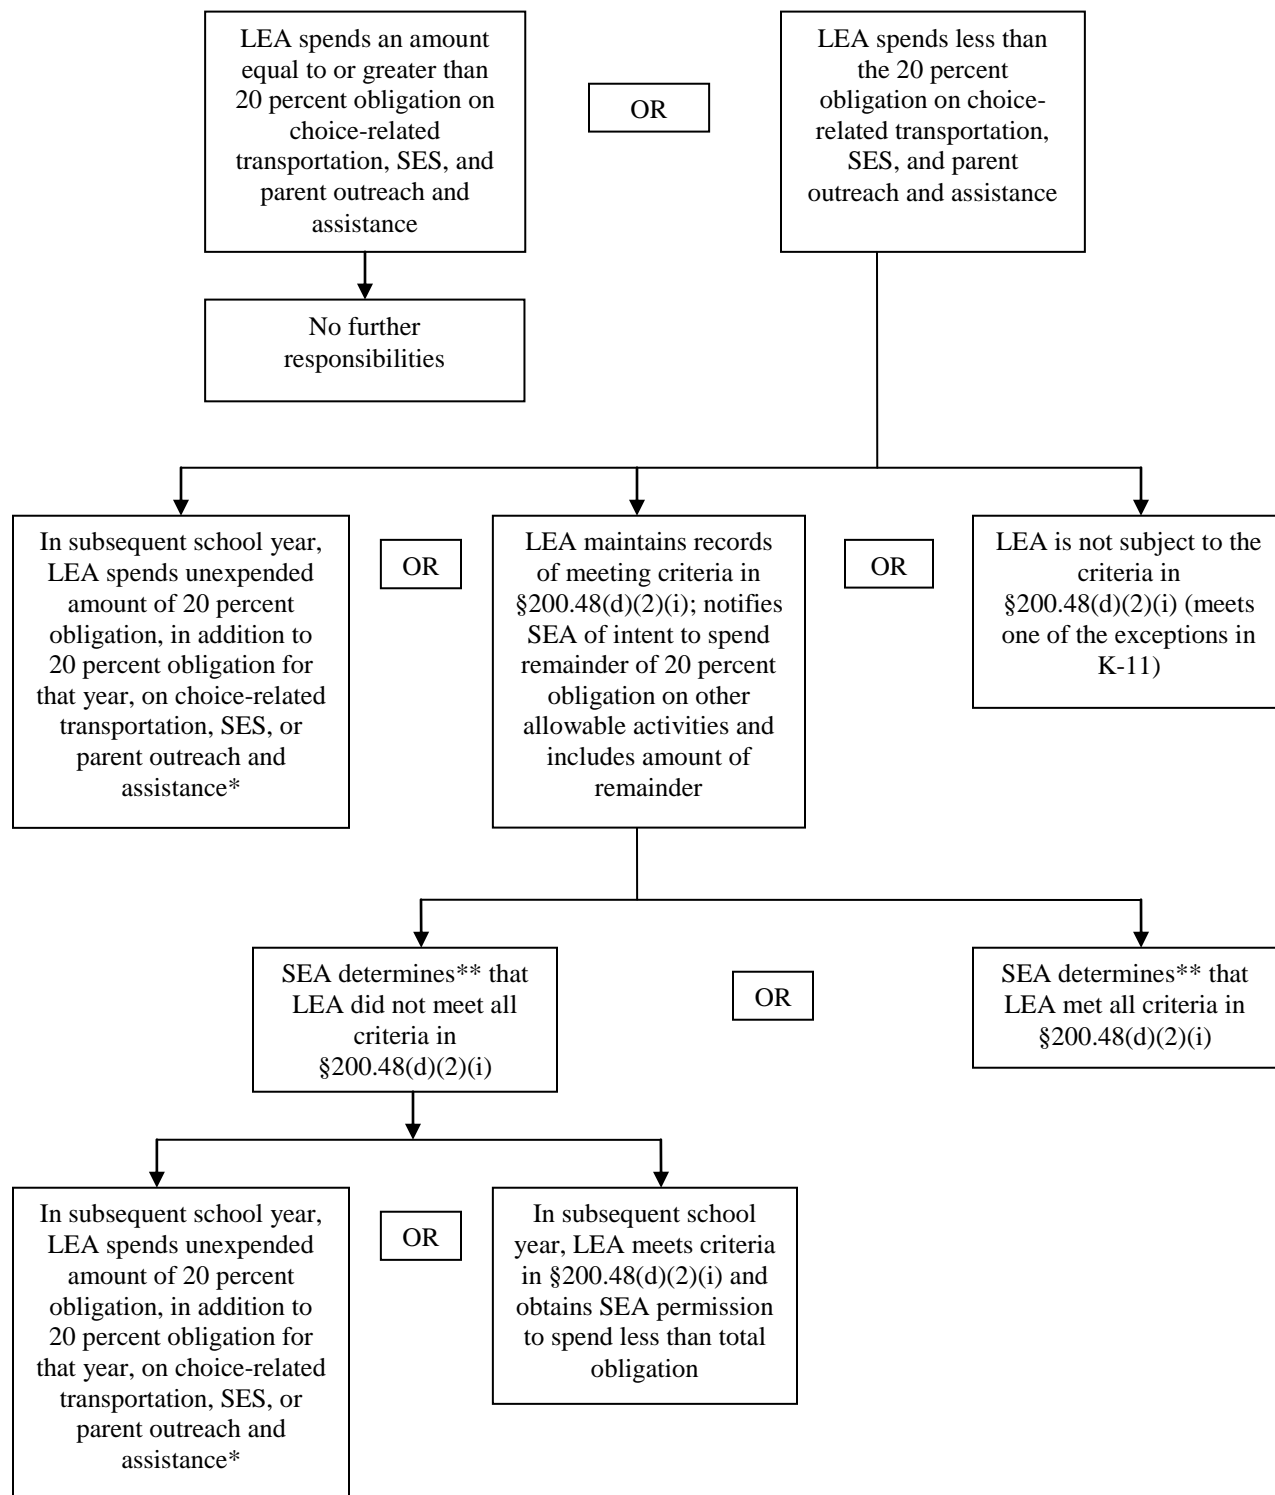 LEA spends an amount
equal to or greater than
20 percent obligation on
choice-related
transportation, SES, and
parent outreach and
assistance
OR
LEA spends less than
the 20 percent
obligation on choice-
related transportation,
SES, and parent
outreach and assistance
No further
responsibilities
In subsequent school year,
LEA spends unexpended
amount of 20 percent
obligation, in addition to
20 percent obligation for
that year, on choice-related
transportation, SES, or
parent outreach and
assistance*
OR
LEA maintains records
of meeting criteria in
§200.48(d)(2)(i); notifies
SEA of intent to spend
remainder of 20 percent
obligation on other
allowable activities and
includes amount of
remainder
OR
LEA is not subject to the
criteria in
§200.48(d)(2)(i) (meets
one of the exceptions in
K-11)
SEA determines** that
LEA did not meet all
criteria in
§200.48(d)(2)(i)
OR
SEA determines** that
LEA met all criteria in
§200.48(d)(2)(i)
In subsequent school year,
LEA spends unexpended
amount of 20 percent
obligation, in addition to
20 percent obligation for
that year, on choice-related
transportation, SES, or
parent outreach and
assistance*
OR
In subsequent school
year, LEA meets criteria
in §200.48(d)(2)(i) and
obtains SEA permission
to spend less than total
obligation